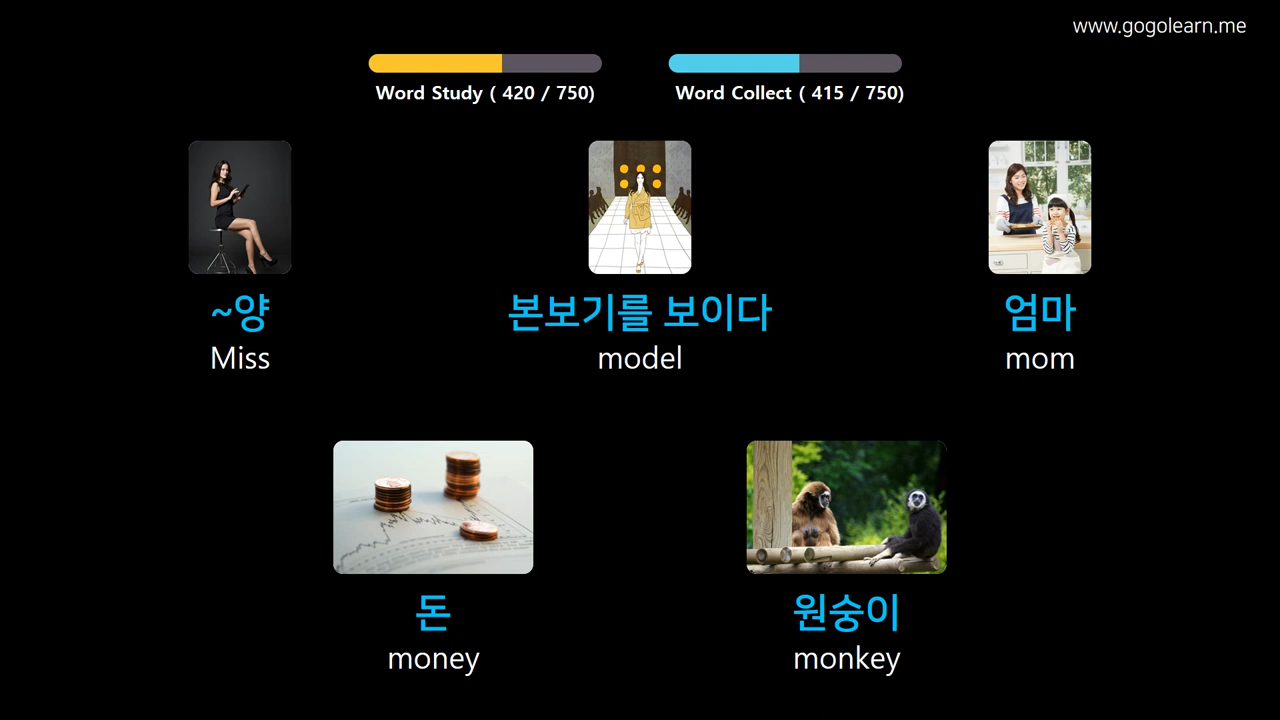 www.gogolearn.me
Word Study ( 420 / 750)
Word Collect ( 415 / 750)
~양
Miss
본보기를 보이다
model
엄마
mom
돈
money
원숭이
monkey